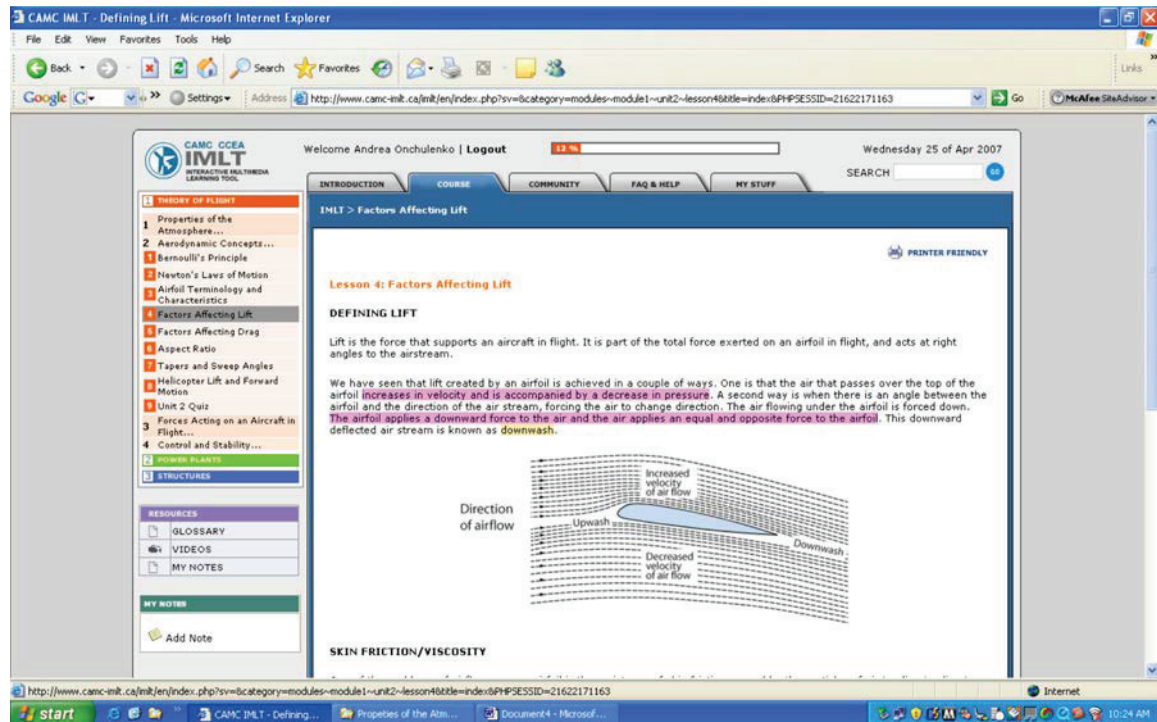 CAMC IMLT - Defining Lift - Microsoft Internet Explorer
File Edit View Favorites Tools Help
Back Search Favorites
Links
Google G Settings Address http://www.camc-imlt.ca/imlt/en/index.php?sv=&category=modules~module1~unit2~lesson4&title=index&PHPSESSID=21622171163 Go McAfee SiteAdvisor
CAMC CCEA
IMLT
INTERACTIVE MULTIMEDIA
LEARNING TOOL
Welcome Andrea Onchulenko | Logout
12 %
Wednesday 25 of Apr 2007
SEARCH GO
INTRODUCTION COURSE COMMUNITY FAQ & HELP MY STUFF
1 THEORY OF FLIGHT
1 Properties of the
Atmosphere...
2 Aerodynamic Concepts...
1 Bernoulli's Principle
2 Newton's Laws of Motion
3 Airfoil Terminology and
Characteristics
4 Factors Affecting Lift
5 Factors Affecting Drag
6 Aspect Ratio
7 Tapers and Sweep Angles
8 Helicopter Lift and Forward
Motion
9 Unit 2 Quiz
3 Forces Acting on an Aircraft in
Flight...
4 Control and Stability...
2 POWER PLANTS
3 STRUCTURES
RESOURCES
GLOSSARY
VIDEOS
MY NOTES
MY NOTES
Add Note
IMLT > Factors Affecting Lift
PRINTER FRIENDLY
Lesson 4: Factors Affecting Lift
DEFINING LIFT
Lift is the force that supports an aircraft in flight. It is part of the total force exerted on an airfoil in flight, and acts at right
angles to the airstream.
We have seen that lift created by an airfoil is achieved in a couple of ways. One is that the air that passes over the top of the
airfoil increases in velocity and is accompanied by a decrease in pressure. A second way is when there is an angle between the
airfoil and the direction of the air stream, forcing the air to change direction. The air flowing under the airfoil is forced down.
The airfoil applies a downward force to the air and the air applies an equal and opposite force to the airfoil. This downward
deflected air stream is known as downwash.
Increased
velocity
of air flow
Direction
of airflow
Upwash
Downwash
Decreased
velocity
of air flow
SKIN FRICTION/VISCOSITY
http://www.camc-imlt.ca/imlt/en/index.php?sv=&category=modules~module1~unit2~lesson4&title=index&PHPSESSID=21622171163 Internet
start CAMC IMLT - Defining... Propeties of the Atm... Document4 - Microsof... 10:24 AM